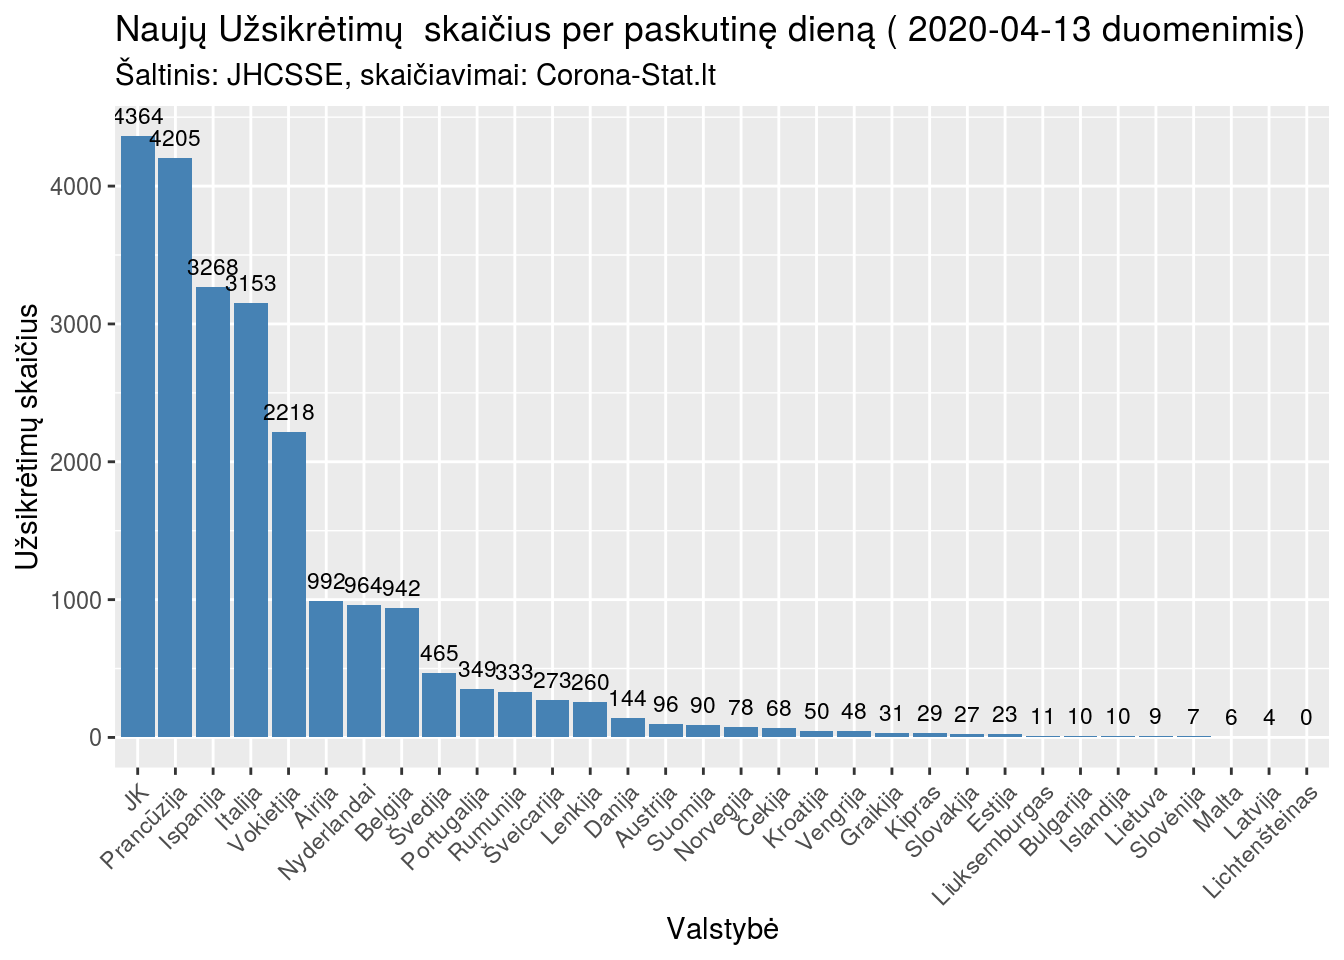 Naujų Užsikrėtimų  skaičius per paskutinę dieną ( 2020-04-13 duomenimis)
Šaltinis: JHCSSE, skaičiavimai: Corona-Stat.lt
Užsikrėtimų skaičius
4000
3000
2000
1000
0
4364
4205
3268
3153
2218
992
964
942
465
349
333
273
260
144
96
90
78
68
50
48
31
29
27
23
11
10
10
9
7
6
4
0
JK
Prancūzija
Ispanija
Italija
Vokietija
Airija
Nyderlandai
Belgija
Švedija
Portugalija
Rumunija
Šveicarija
Lenkija
Danija
Austrija
Suomija
Norvegija
Čekija
Kroatija
Vengrija
Graikija
Kipras
Slovakija
Estija
Liuksemburgas
Bulgarija
Islandija
Lietuva
Slovėnija
Malta
Latvija
Lichtenšteinas
Valstybė